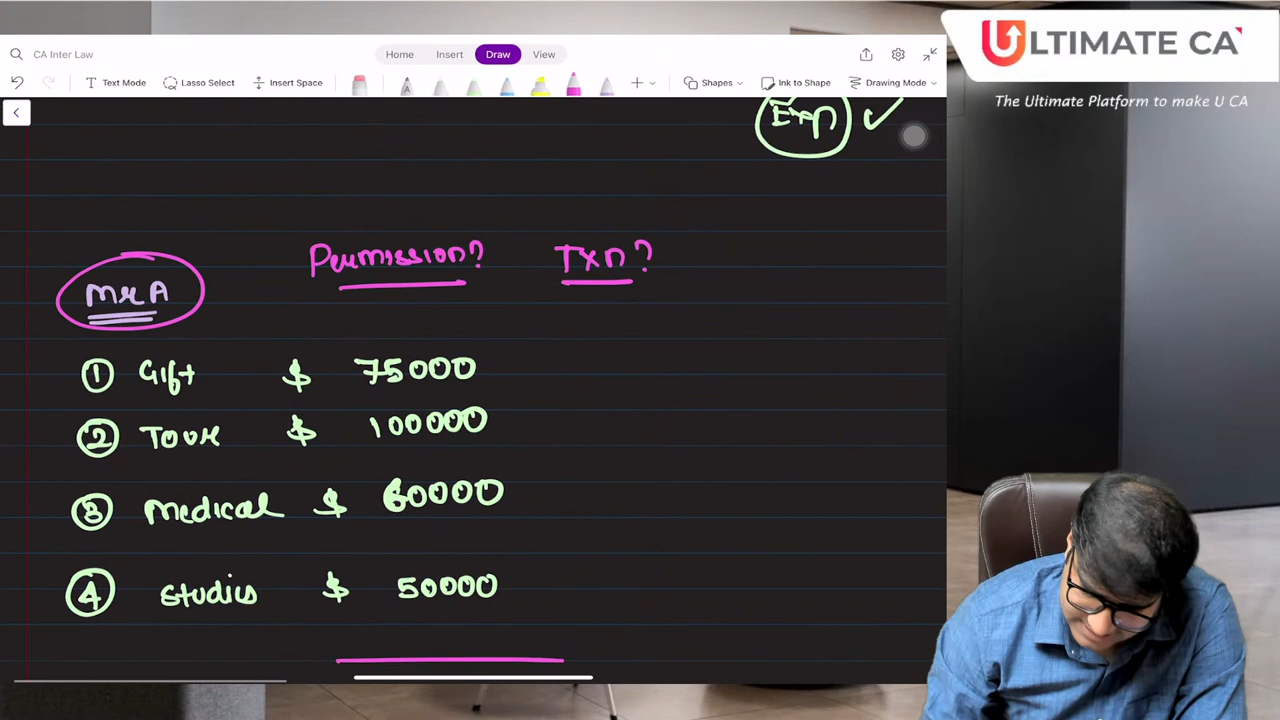 ULTIMATE CA
The Ultimate Platform to make U CA
CA Inter Law
Home Insert Draw View
Text Mode Lasso Select Insert Space Shapes Ink to Shape Drawing Mode
Exp
Permission? Txn?
Mr A
① Gift $ 75000
② Tour $ 100000
③ Medical $ 60000
④ Studies $ 50000